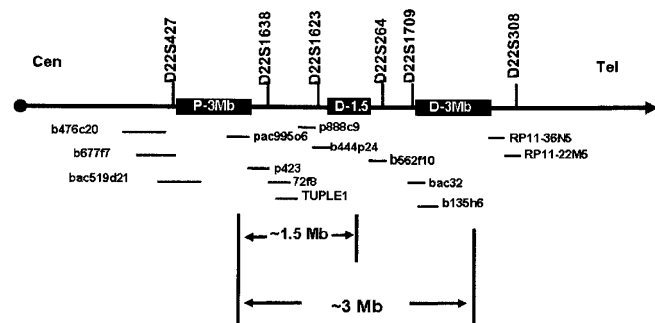 D22S427
D22S1638
D22S1623
D22S264
D22S1709
D22S308
Cen
Tel
P-3Mb
D-1.5
D-3Mb
b476c20
pac995o6
p888c9
RP11-36N5
b677f7
b444p24
b562f10
RP11-22M5
bac519d21
p423
72f8
bac32
TUPLE1
b135h6
~1.5 Mb
~3 Mb